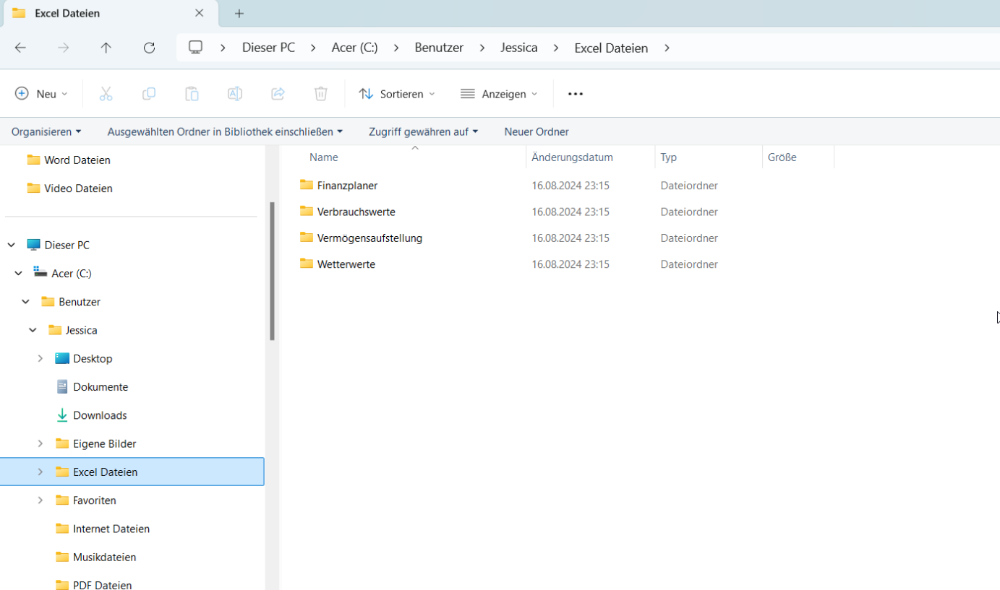 Excel Dateien
Dieser PC > Acer (C:) > Benutzer > Jessica > Excel Dateien >
Neu Sortieren Anzeigen
Organisieren Ausgewählten Ordner in Bibliothek einschließen Zugriff gewähren auf Neuer Ordner
Word Dateien
Video Dateien
Dieser PC
Acer (C:)
Benutzer
Jessica
Desktop
Dokumente
Downloads
Eigene Bilder
Excel Dateien
Favoriten
Internet Dateien
Musikdateien
PDF Dateien
Name Änderungsdatum Typ Größe
Finanzplaner 16.08.2024 23:15 Dateiordner
Verbrauchswerte 16.08.2024 23:15 Dateiordner
Vermögensaufstellung 16.08.2024 23:15 Dateiordner
Wetterwerte 16.08.2024 23:15 Dateiordner